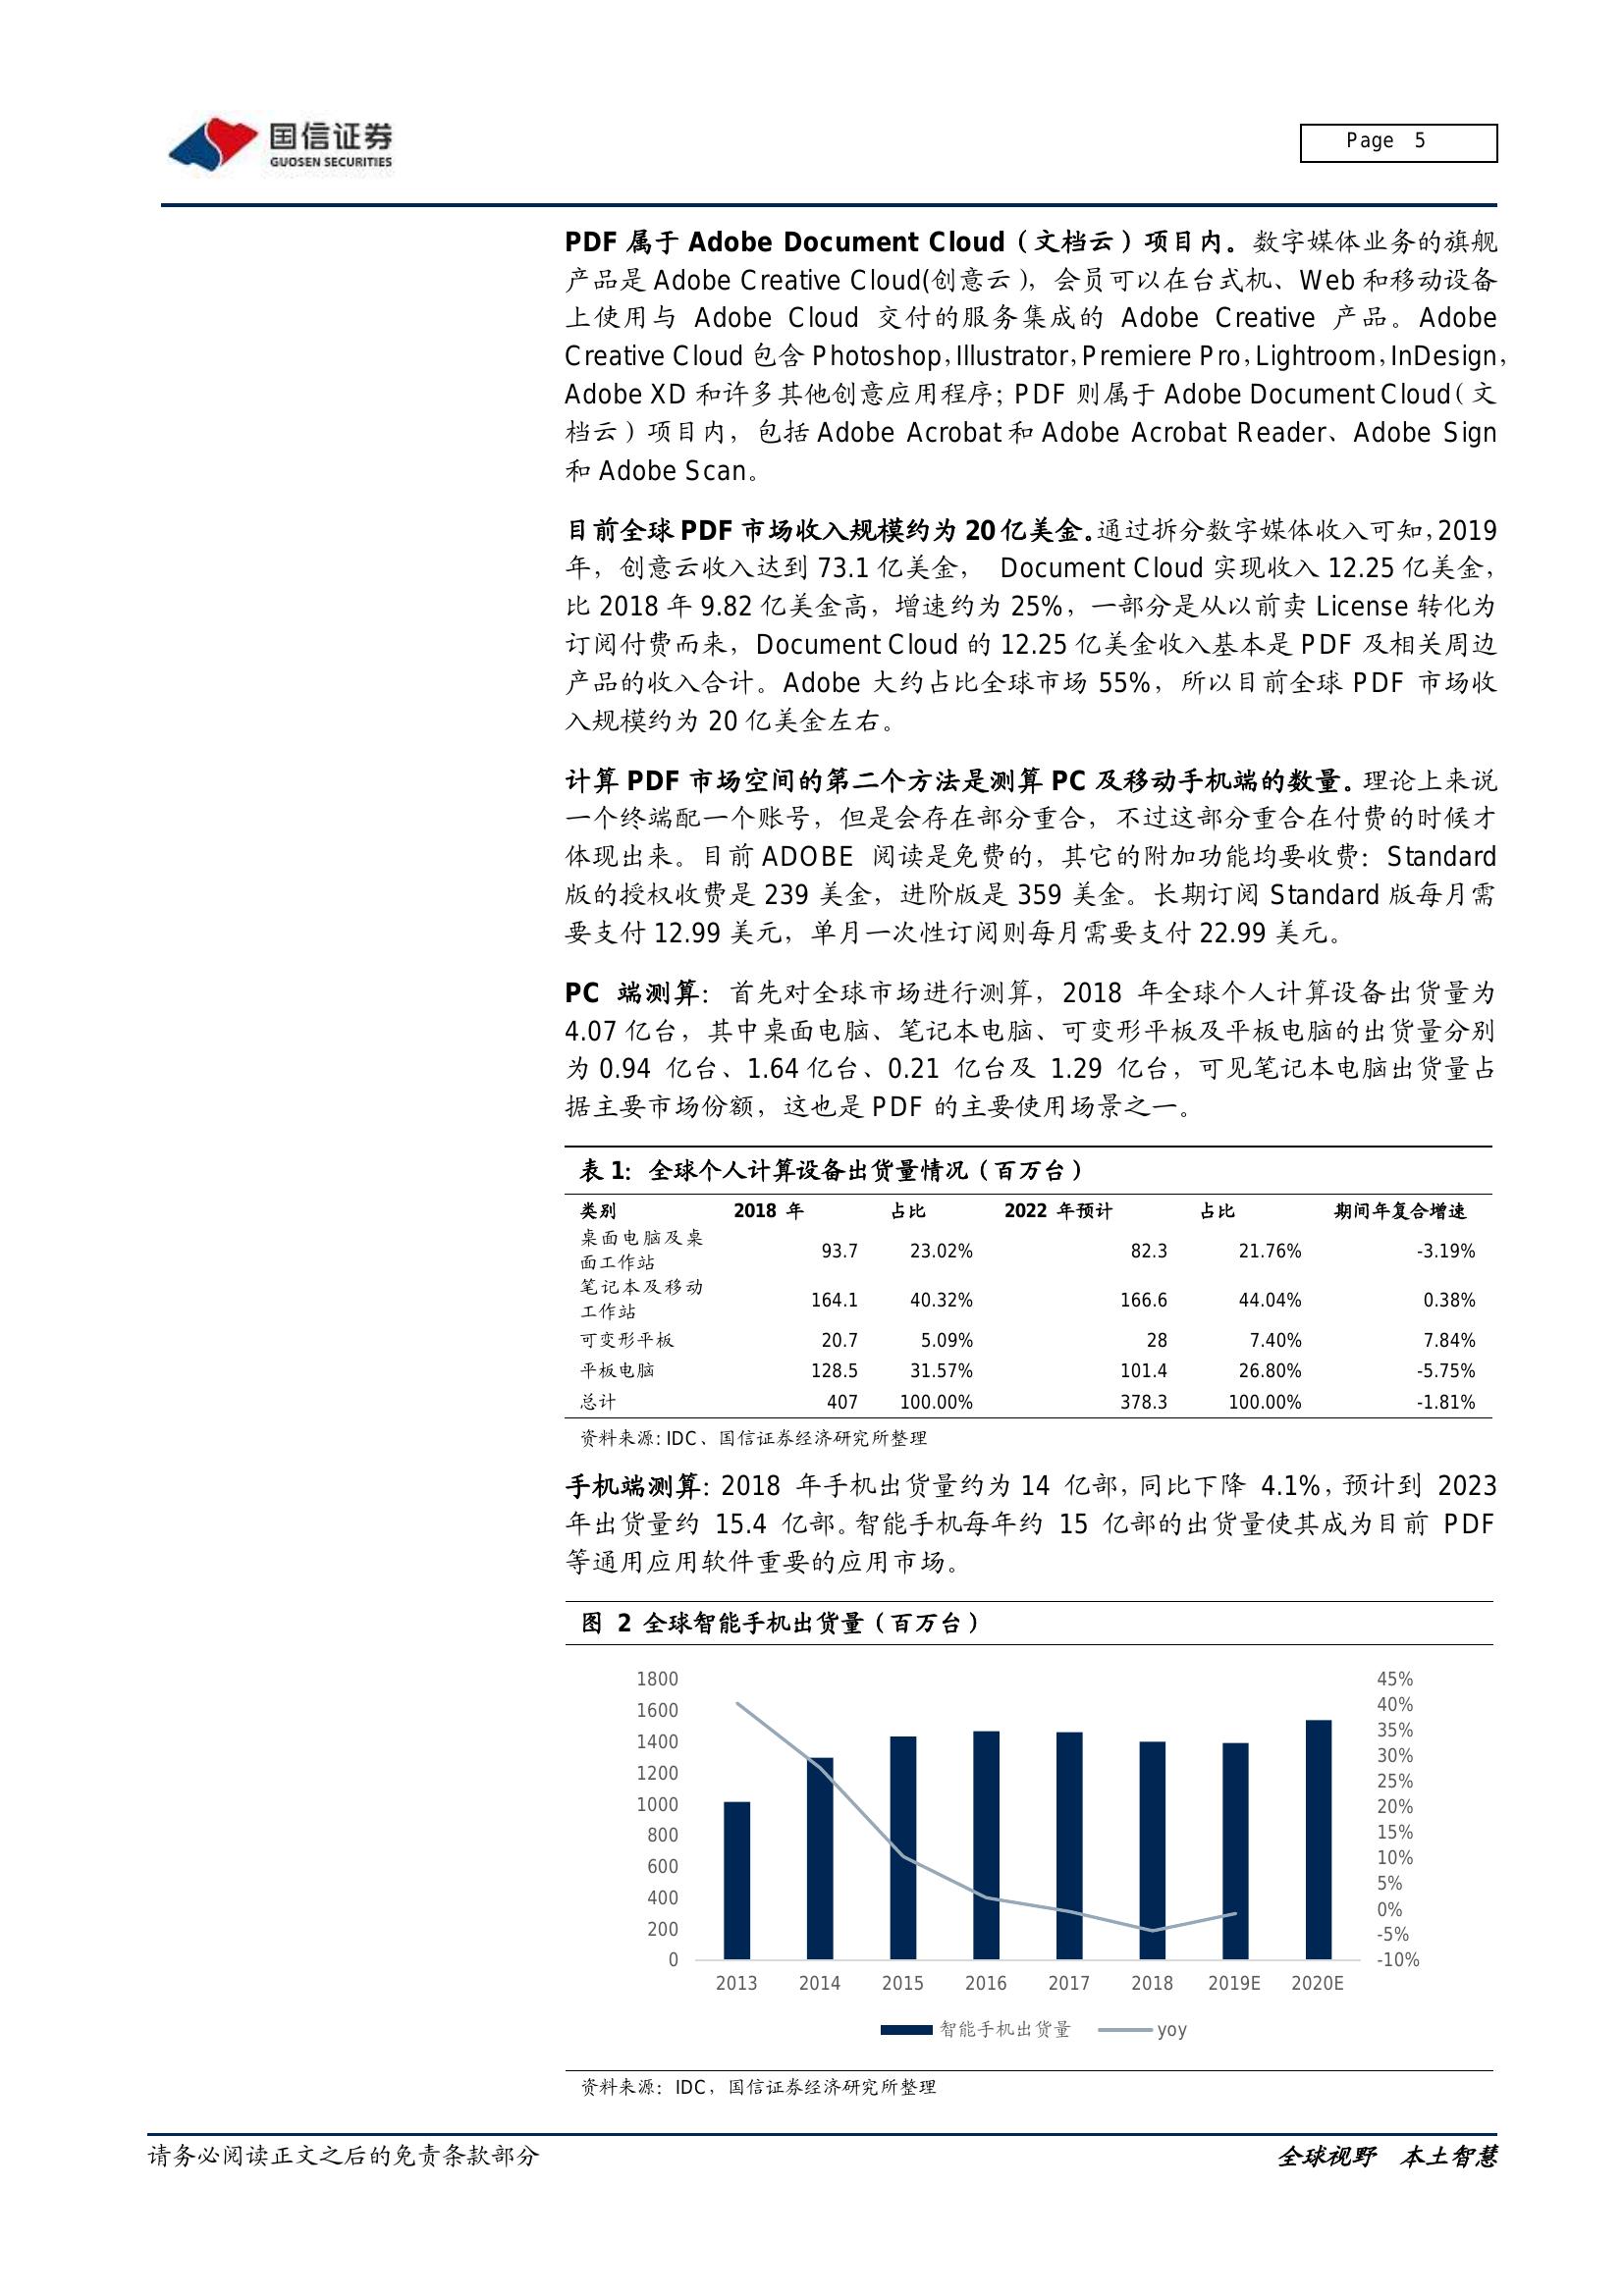 国信证券
GUOSEN SECURITIES
Page 5
PDF 属于 Adobe Document Cloud（文档云）项目内。数字媒体业务的旗舰
产品是 Adobe Creative Cloud(创意云)，会员可以在台式机、Web 和移动设备
上使用与 Adobe Cloud 交付的服务集成的 Adobe Creative 产品。Adobe
Creative Cloud 包含 Photoshop，Illustrator，Premiere Pro，Lightroom，InDesign，
Adobe XD 和许多其他创意应用程序；PDF 则属于 Adobe Document Cloud（文
档云）项目内，包括 Adobe Acrobat 和 Adobe Acrobat Reader、Adobe Sign
和 Adobe Scan。
目前全球 PDF 市场收入规模约为 20 亿美金。通过拆分数字媒体收入可知，2019
年，创意云收入达到 73.1 亿美金， Document Cloud 实现收入 12.25 亿美金，
比 2018 年 9.82 亿美金高，增速约为 25%，一部分是从以前卖 License 转化为
订阅付费而来，Document Cloud 的 12.25 亿美金收入基本是 PDF 及相关周边
产品的收入合计。Adobe 大约占比全球市场 55%，所以目前全球 PDF 市场收
入规模约为 20 亿美金左右。
计算 PDF 市场空间的第二个方法是测算 PC 及移动手机端的数量。理论上来说
一个终端配一个账号，但是会存在部分重合，不过这部分重合在付费的时候才
体现出来。目前 ADOBE 阅读是免费的，其它的附加功能均要收费：Standard
版的授权收费是 239 美金，进阶版是 359 美金。长期订阅 Standard 版每月需
要支付 12.99 美元，单月一次性订阅则每月需要支付 22.99 美元。
PC 端测算：首先对全球市场进行测算，2018 年全球个人计算设备出货量为
4.07 亿台，其中桌面电脑、笔记本电脑、可变形平板及平板电脑的出货量分别
为 0.94 亿台、1.64 亿台、0.21 亿台及 1.29 亿台，可见笔记本电脑出货量占
据主要市场份额，这也是 PDF 的主要使用场景之一。
表 1：全球个人计算设备出货量情况（百万台）
类别 2018 年 占比 2022 年预计 占比 期间年复合增速
桌面电脑及桌
面工作站 93.7 23.02% 82.3 21.76% -3.19%
笔记本及移动
工作站 164.1 40.32% 166.6 44.04% 0.38%
可变形平板 20.7 5.09% 28 7.40% 7.84%
平板电脑 128.5 31.57% 101.4 26.80% -5.75%
总计 407 100.00% 378.3 100.00% -1.81%
资料来源：IDC、国信证券经济研究所整理
手机端测算：2018 年手机出货量约为 14 亿部，同比下降 4.1%，预计到 2023
年出货量约 15.4 亿部。智能手机每年约 15 亿部的出货量使其成为目前 PDF
等通用应用软件重要的应用市场。
图 2 全球智能手机出货量（百万台）
1800 45%
1600 40%
1400 35%
1200 30%
1000 25%
800 20%
600 15%
400 10%
200 5%
0 0%
-5%
-10%
2013 2014 2015 2016 2017 2018 2019E 2020E
智能手机出货量 yoy
资料来源：IDC，国信证券经济研究所整理
请务必阅读正文之后的免责条款部分 全球视野 本土智慧